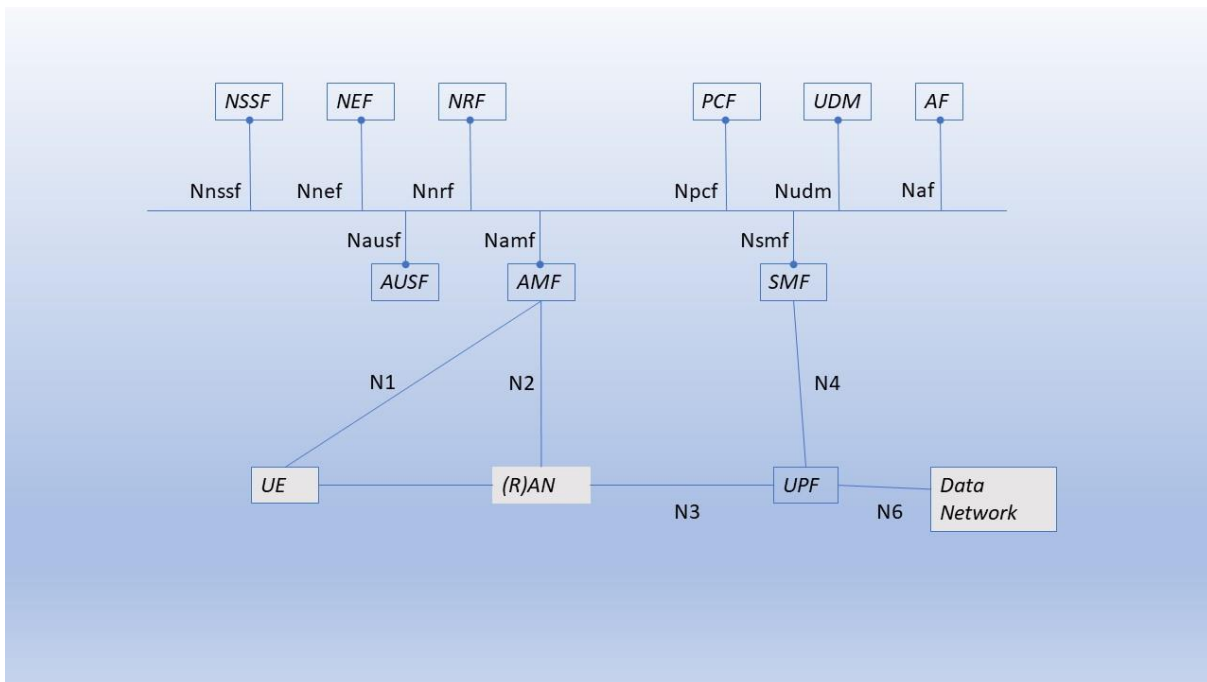 NSSF
NEF
NRF
PCF
UDM
AF
Nnssf
Nnef
Nnrf
Npcf
Nudm
Naf
Nausf
Namf
Nsmf
AUSF
AMF
SMF
N1
N2
N4
UE
(R)AN
UPF
Data
Network
N3
N6